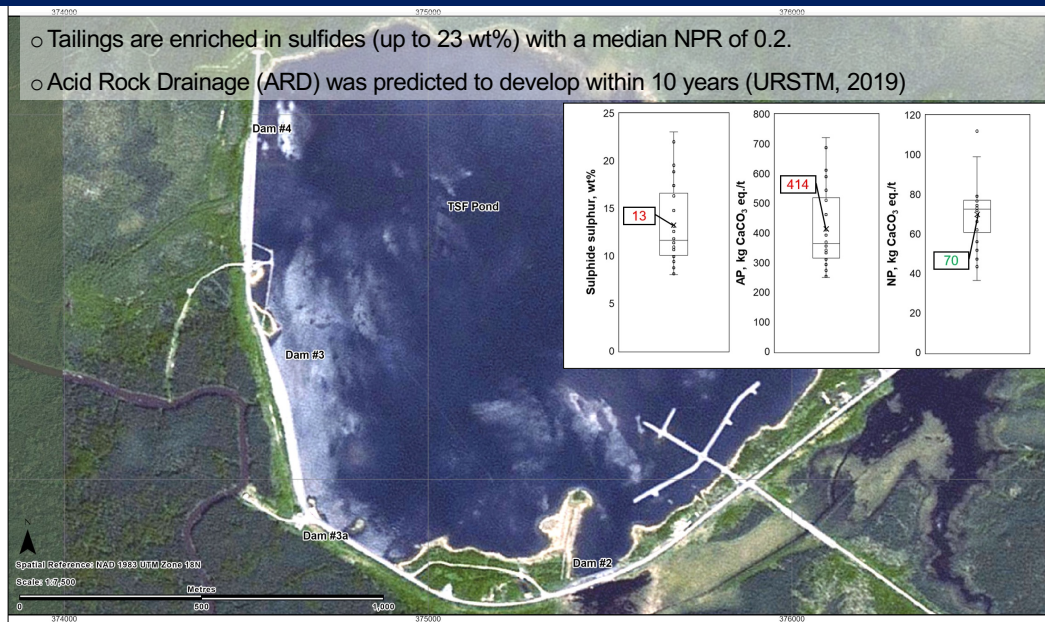 374000
375000
376000
○ Tailings are enriched in sulfides (up to 23 wt%) with a median NPR of 0.2.
○ Acid Rock Drainage (ARD) was predicted to develop within 10 years (URSTM, 2019)
Dam #4
TSF Pond
Dam #3
Dam #3a
Dam #2
Sulphide sulphur, wt%
25
20
15
10
5
0
13
AP, kg CaCO₃ eq./t
800
700
600
500
400
300
200
100
0
414
NP, kg CaCO₃ eq./t
120
100
80
60
40
20
0
70
N
Spatial Reference: NAD 1983 UTM Zone 18N
Scale: 1:7,500
Metres
0
500
1,000
374000
375000
376000